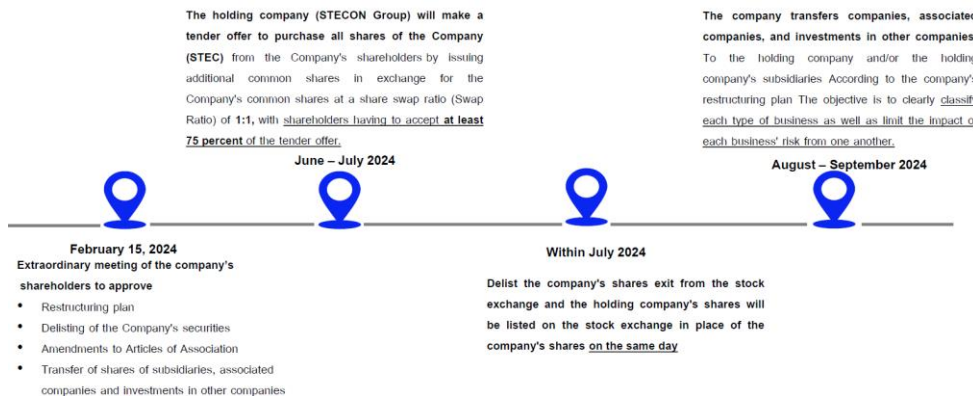 The holding company (STECON Group) will make a
tender offer to purchase all shares of the Company
(STEC) from the Company's shareholders by issuing
additional common shares in exchange for the
Company's common shares at a share swap ratio (Swap
Ratio) of 1:1, with shareholders having to accept at least
75 percent of the tender offer.
June – July 2024
The company transfers companies, associated
companies, and investments in other companies
To the holding company and/or the holding
company's subsidiaries According to the company's
restructuring plan The objective is to clearly classify
each type of business as well as limit the impact o
each business' risk from one another.
August – September 2024
February 15, 2024
Extraordinary meeting of the company's
shareholders to approve
• Restructuring plan
• Delisting of the Company's securities
• Amendments to Articles of Association
• Transfer of shares of subsidiaries, associated
companies and investments in other companies
Within July 2024
Delist the company's shares exit from the stock
exchange and the holding company's shares will
be listed on the stock exchange in place of the
company's shares on the same day